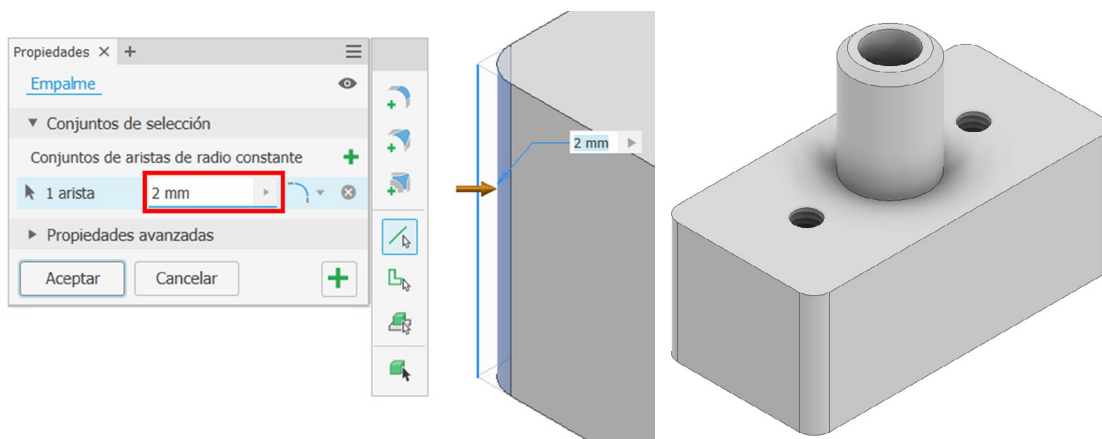 Propiedades × +
Empalme
Conjuntos de selección
Conjuntos de aristas de radio constante
1 arista 2 mm
Propiedades avanzadas
Aceptar Cancelar
2 mm